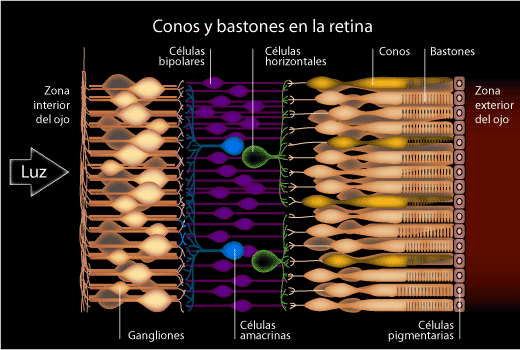 Conos y bastones en la retina
Células
bipolares
Células
horizontales
Conos
Bastones
Zona
interior
del ojo
Zona
exterior
del ojo
Luz
Gangliones
Células
amacrinas
Células
pigmentarias